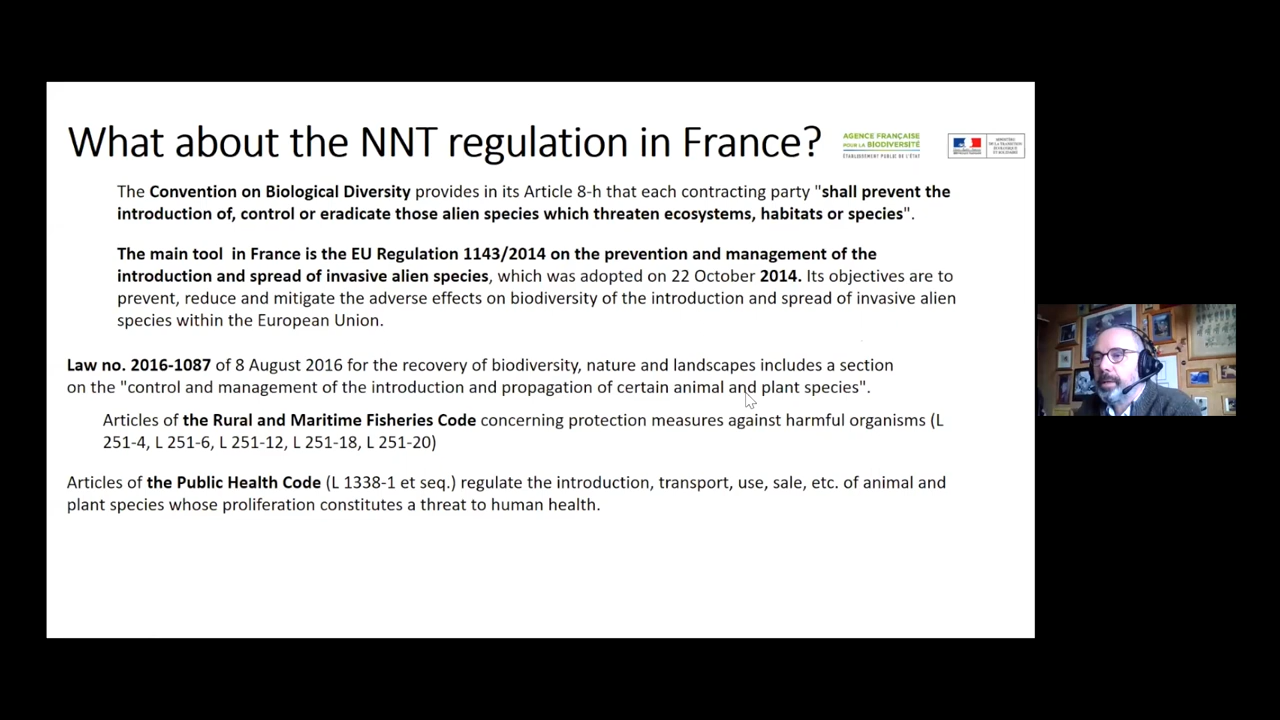 What about the NNT regulation in France?
AGENCE FRANÇAISE
POUR LA BIODIVERSITÉ
ÉTABLISSEMENT PUBLIC DE L'ÉTAT
The Convention on Biological Diversity provides in its Article 8-h that each contracting party "shall prevent the
introduction of, control or eradicate those alien species which threaten ecosystems, habitats or species".
The main tool in France is the EU Regulation 1143/2014 on the prevention and management of the
introduction and spread of invasive alien species, which was adopted on 22 October 2014. Its objectives are to
prevent, reduce and mitigate the adverse effects on biodiversity of the introduction and spread of invasive alien
species within the European Union.
Law no. 2016-1087 of 8 August 2016 for the recovery of biodiversity, nature and landscapes includes a section
on the "control and management of the introduction and propagation of certain animal and plant species".
Articles of the Rural and Maritime Fisheries Code concerning protection measures against harmful organisms (L
251-4, L 251-6, L 251-12, L 251-18, L 251-20)
Articles of the Public Health Code (L 1338-1 et seq.) regulate the introduction, transport, use, sale, etc. of animal and
plant species whose proliferation constitutes a threat to human health.